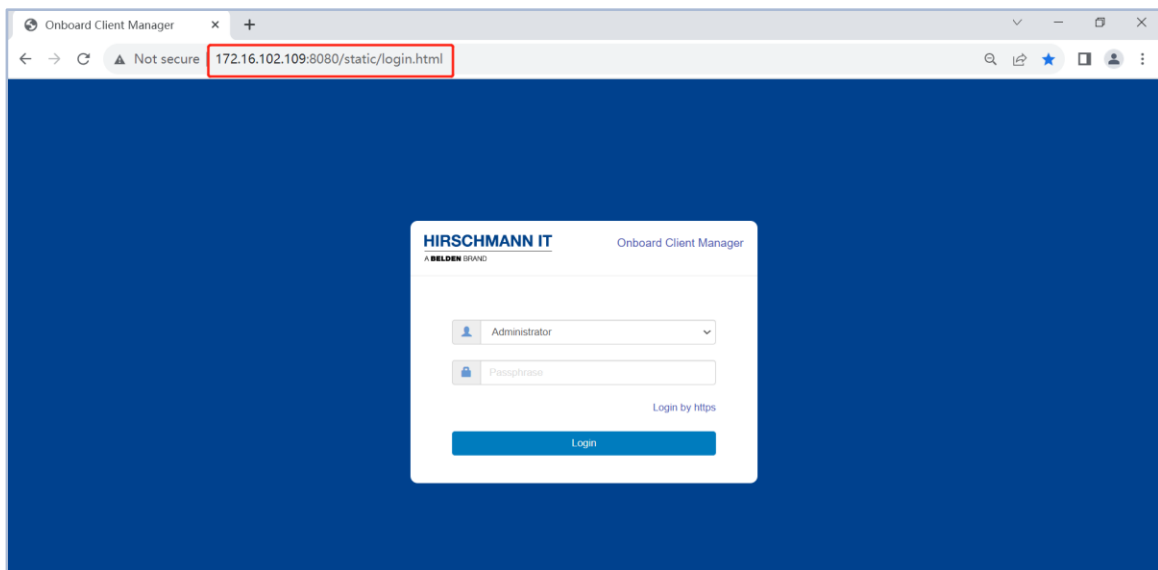 Onboard Client Manager
Not secure 172.16.102.109:8080/static/login.html
HIRSCHMANN IT
A BELDEN BRAND
Onboard Client Manager
Administrator
Passphrase
Login by https
Login